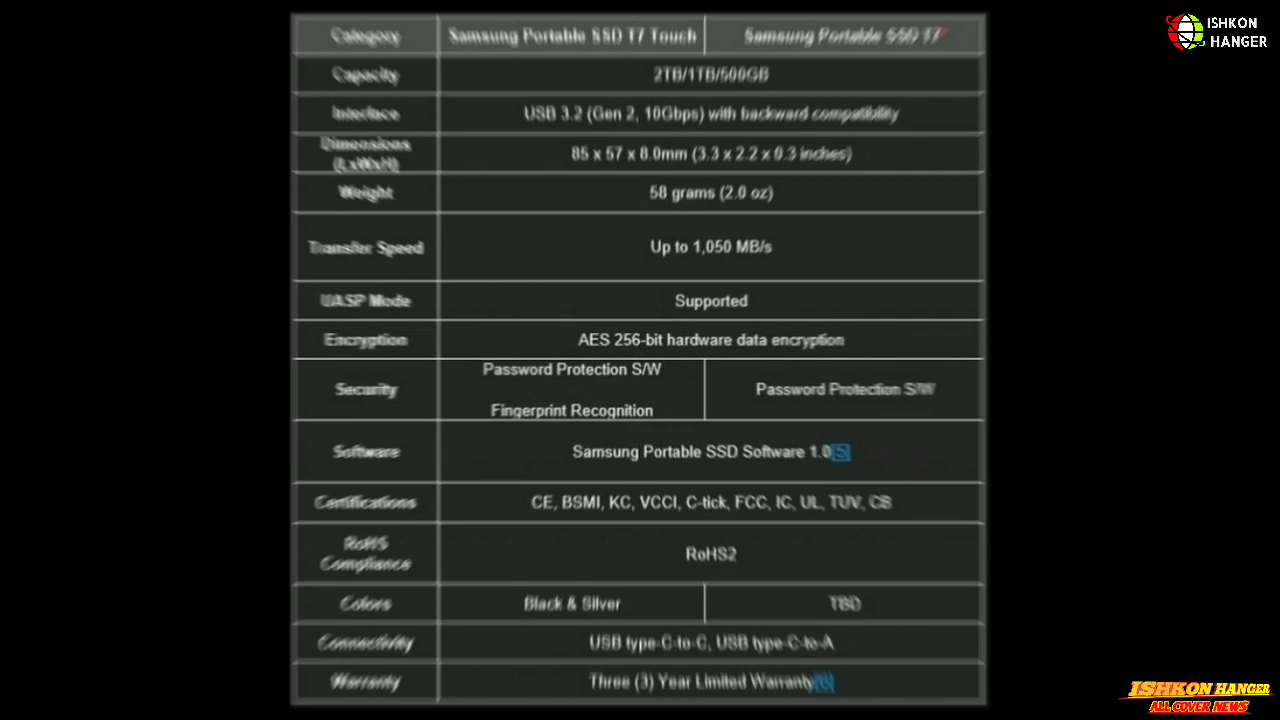 ISHKON
HANGER
Category Samsung Portable SSD T7 Touch Samsung Portable SSD T7
Capacity 2TB/1TB/500GB
Interface USB 3.2 (Gen 2, 10Gbps) with backward compatibility
Dimensions
(LxWxH) 85 x 57 x 8.0mm (3.3 x 2.2 x 0.3 inches)
Weight 58 grams (2.0 oz)
Transfer Speed Up to 1,050 MB/s
UASP Mode Supported
Encryption AES 256-bit hardware data encryption
Security Password Protection S/W Password Protection S/W
Fingerprint Recognition
Software Samsung Portable SSD Software 1.0[5]
Certifications CE, BSMI, KC, VCCI, C-tick, FCC, IC, UL, TUV, CB
RoHS
Compliance RoHS2
Colors Black & Silver TBD
Connectivity USB type-C-to-C, USB type-C-to-A
Warranty Three (3) Year Limited Warranty[6]
ISHKON HANGER
ALL COVER NEWS